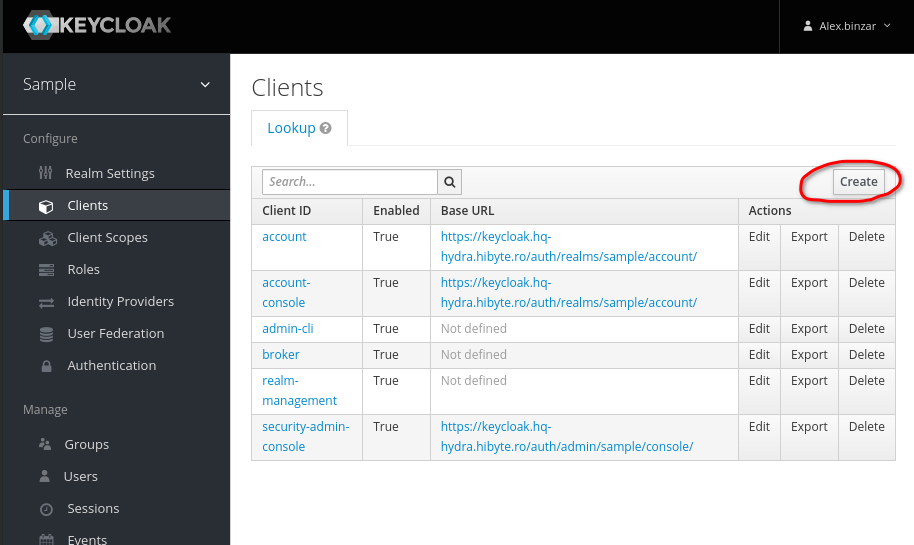 KEYCLOAK
Alex.binzar
Sample
Configure
Realm Settings
Clients
Client Scopes
Roles
Identity Providers
User Federation
Authentication
Manage
Groups
Users
Sessions
Events
Clients
Lookup
Search...
Create
Client ID Enabled Base URL Actions
account True https://keycloak.hq-
hydra.hibyte.ro/auth/realms/sample/account/ Edit Export Delete
account-
console True https://keycloak.hq-
hydra.hibyte.ro/auth/realms/sample/account/ Edit Export Delete
admin-cli True Not defined Edit Export Delete
broker True Not defined Edit Export Delete
realm-
management True Not defined Edit Export Delete
security-admin-
console True https://keycloak.hq-
hydra.hibyte.ro/auth/admin/sample/console/ Edit Export Delete